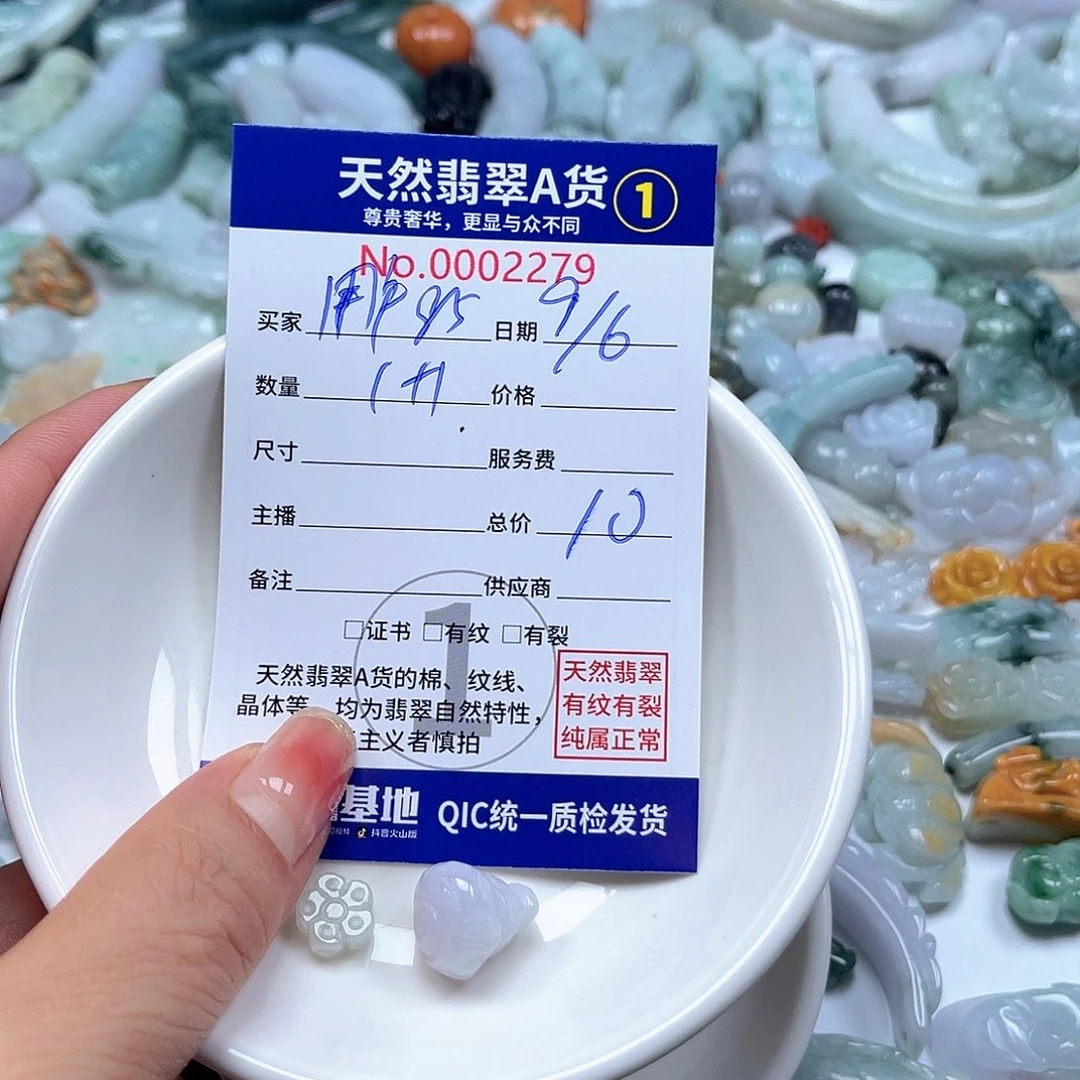 天然翡翠A货 1
尊贵奢华，更显与众不同
No.0002279
买家 日期 9/6
数量 价格
尺寸 服务费
主播 总价 10
备注 供应商
□证书 □有纹 □有裂
1
天然翡翠A货的棉、纹线、
晶体等 均为翡翠自然特性，
主义者慎拍
天然翡翠
有纹有裂
纯属正常
基地 QIC统一质检发货
抖音火山版